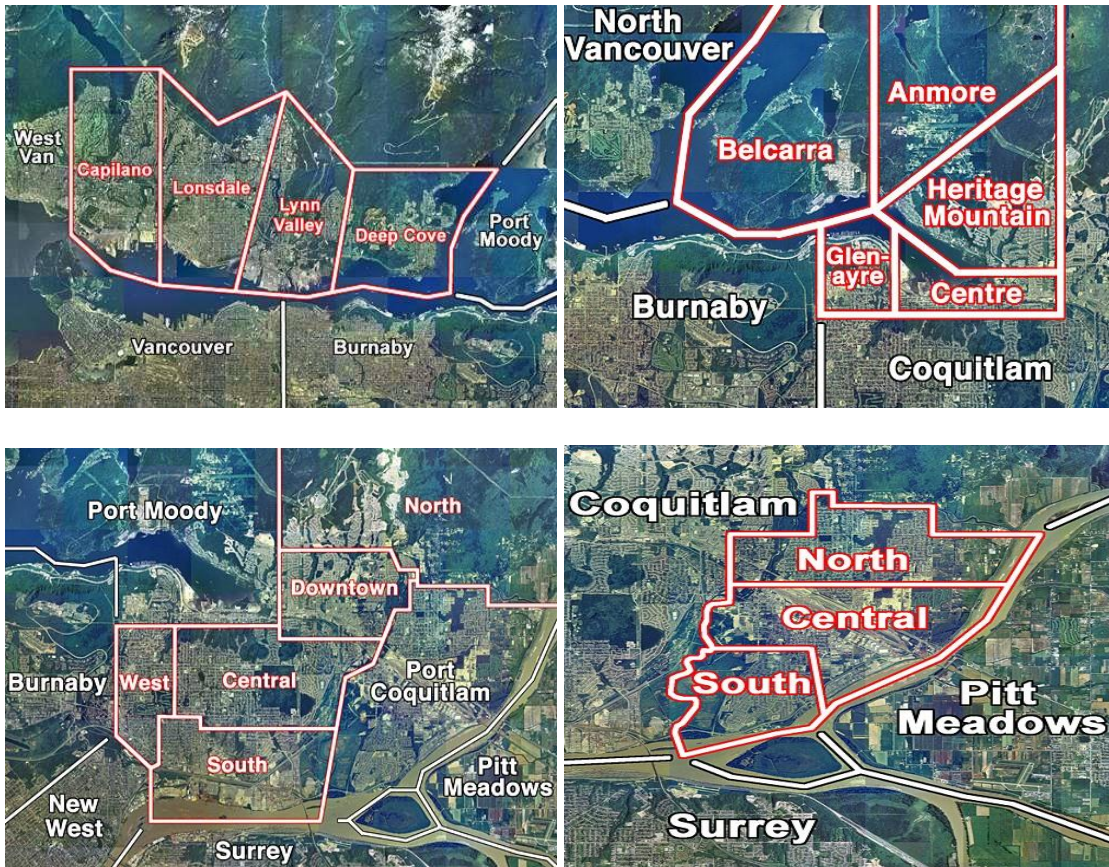 West
Van
Capilano
Lonsdale
Lynn
Valley
Deep Cove
Port
Moody
Vancouver
Burnaby
North
Vancouver
Anmore
Belcarra
Heritage
Mountain
Glen-
ayre
Centre
Burnaby
Coquitlam
Port Moody
North
Downtown
Burnaby
West
Central
Port
Coquitlam
South
Pitt
Meadows
New
West
Surrey
Coquitlam
North
Central
South
Pitt
Meadows
Surrey